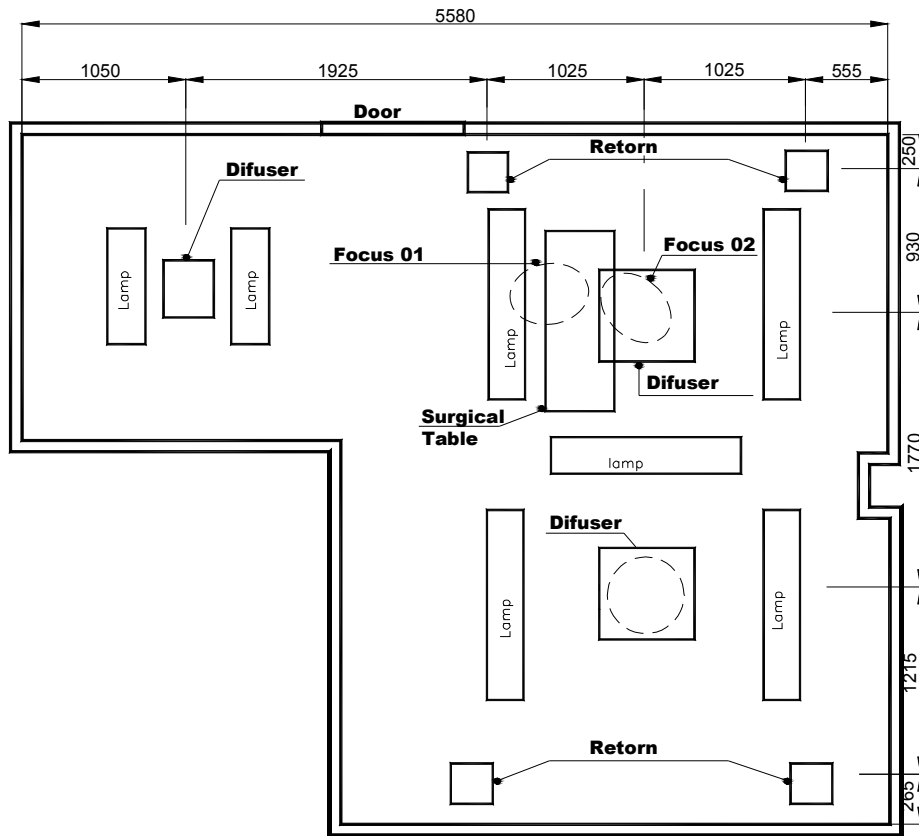 5580
1050
1925
1025
1025
555
Door
Retorn
250
Difuser
Focus 01
Focus 02
930
Lamp
Lamp
Lamp
Lamp
Difuser
Surgical
Table
lamp
1770
Difuser
Lamp
Lamp
1215
Retorn
265